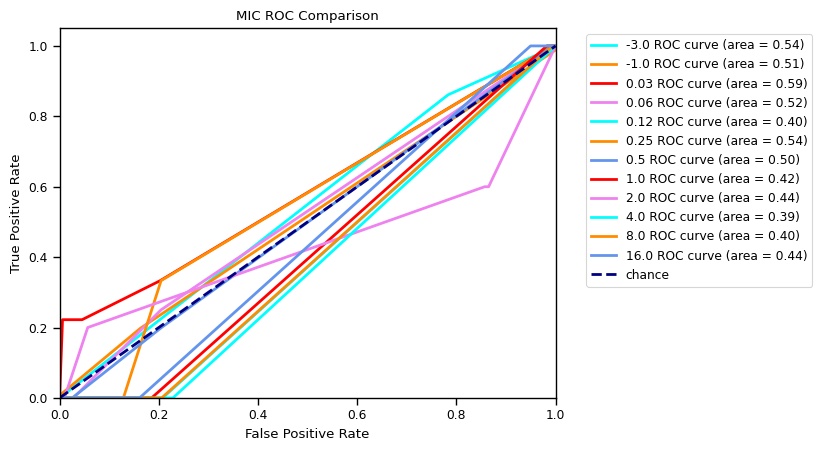 MIC ROC Comparison
1.0
0.8
0.6
0.4
0.2
0.0
True Positive Rate
0.0 0.2 0.4 0.6 0.8 1.0
False Positive Rate
-3.0 ROC curve (area = 0.54)
-1.0 ROC curve (area = 0.51)
0.03 ROC curve (area = 0.59)
0.06 ROC curve (area = 0.52)
0.12 ROC curve (area = 0.40)
0.25 ROC curve (area = 0.54)
0.5 ROC curve (area = 0.50)
1.0 ROC curve (area = 0.42)
2.0 ROC curve (area = 0.44)
4.0 ROC curve (area = 0.39)
8.0 ROC curve (area = 0.40)
16.0 ROC curve (area = 0.44)
chance